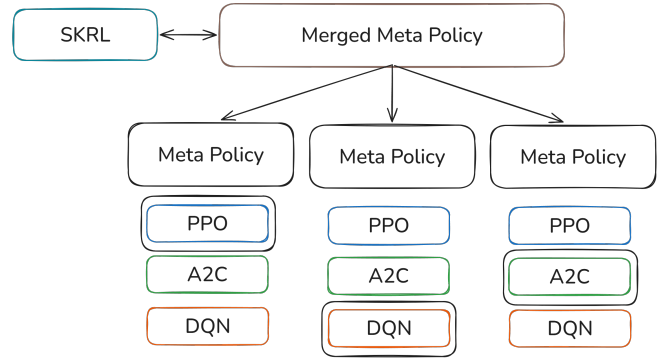 SKRL
Merged Meta Policy
Meta Policy
Meta Policy
Meta Policy
PPO
PPO
PPO
A2C
A2C
A2C
DQN
DQN
DQN